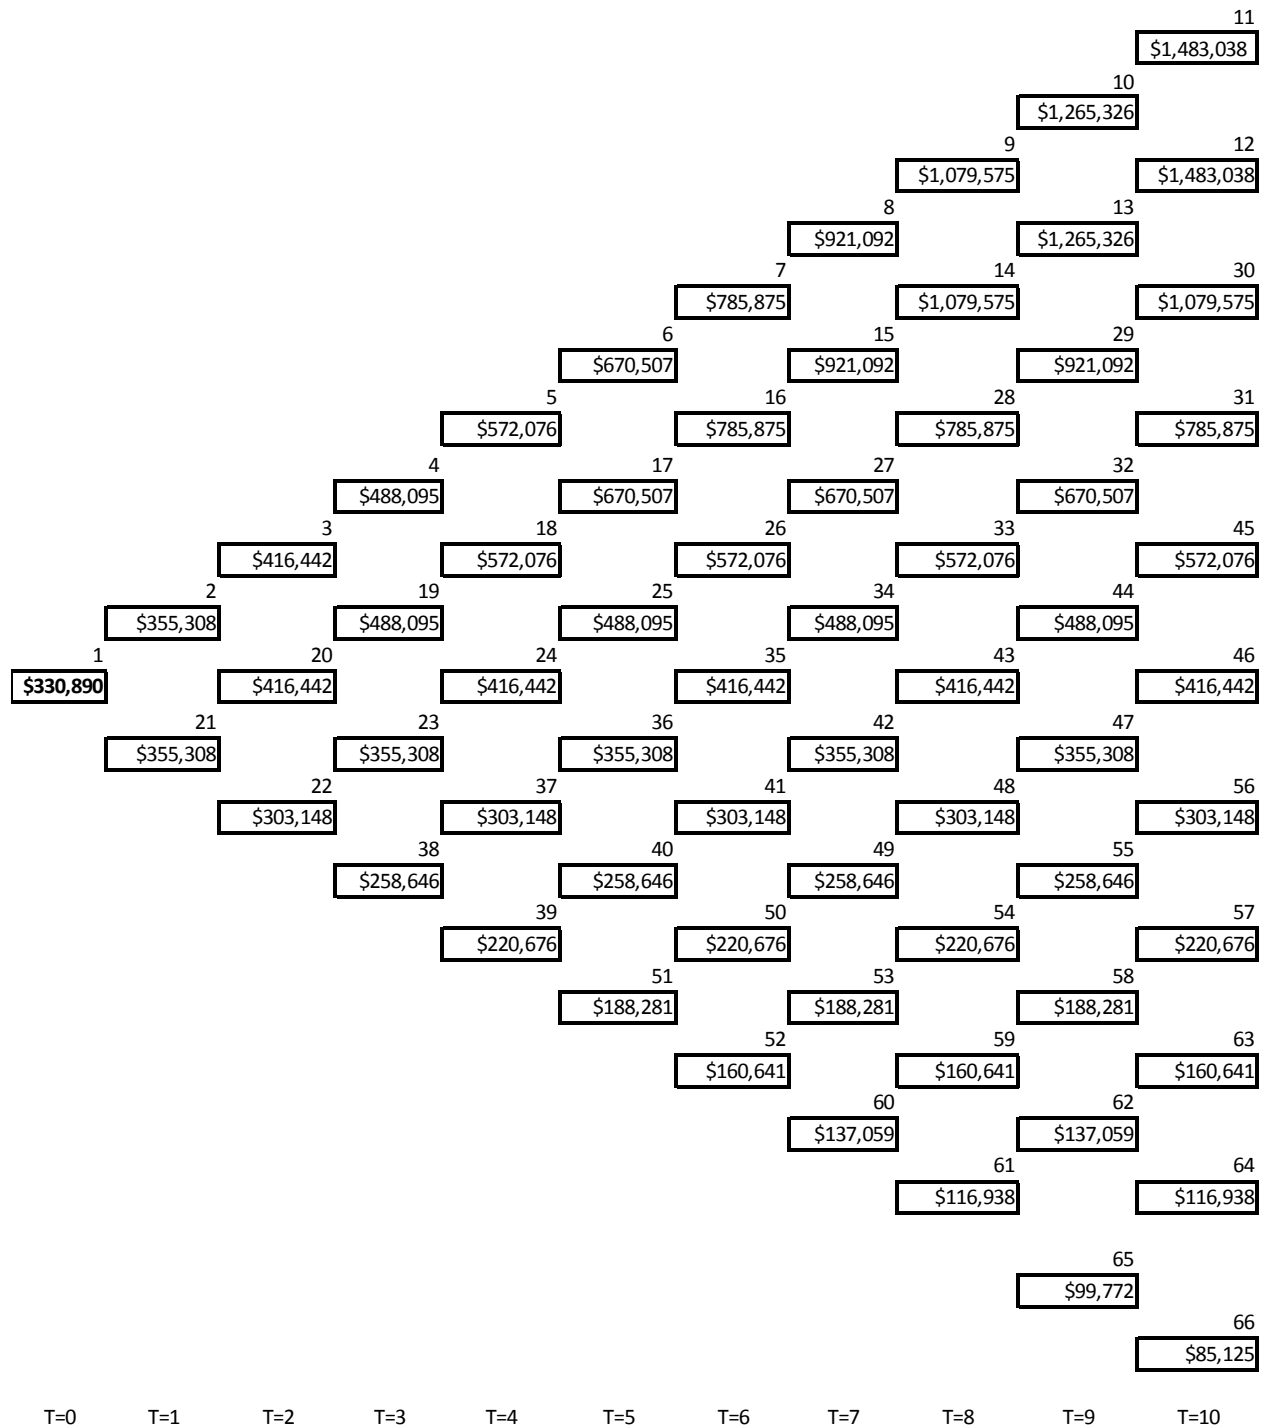 11
$1,483,038
10
$1,265,326
9 12
$1,079,575 $1,483,038
8 13
$921,092 $1,265,326
7 14 30
$785,875 $1,079,575 $1,079,575
6 15 29
$670,507 $921,092 $921,092
5 16 28 31
$572,076 $785,875 $785,875 $785,875
4 17 27 32
$488,095 $670,507 $670,507 $670,507
3 18 26 33 45
$416,442 $572,076 $572,076 $572,076 $572,076
2 19 25 34 44
$355,308 $488,095 $488,095 $488,095 $488,095
1 20 24 35 43 46
$330,890 $416,442 $416,442 $416,442 $416,442 $416,442
21 23 36 42 47
$355,308 $355,308 $355,308 $355,308 $355,308
22 37 41 48 56
$303,148 $303,148 $303,148 $303,148 $303,148
38 40 49 55
$258,646 $258,646 $258,646 $258,646
39 50 54 57
$220,676 $220,676 $220,676 $220,676
51 53 58
$188,281 $188,281 $188,281
52 59 63
$160,641 $160,641 $160,641
60 62
$137,059 $137,059
61 64
$116,938 $116,938
65
$99,772
66
$85,125
T=0 T=1 T=2 T=3 T=4 T=5 T=6 T=7 T=8 T=9 T=10